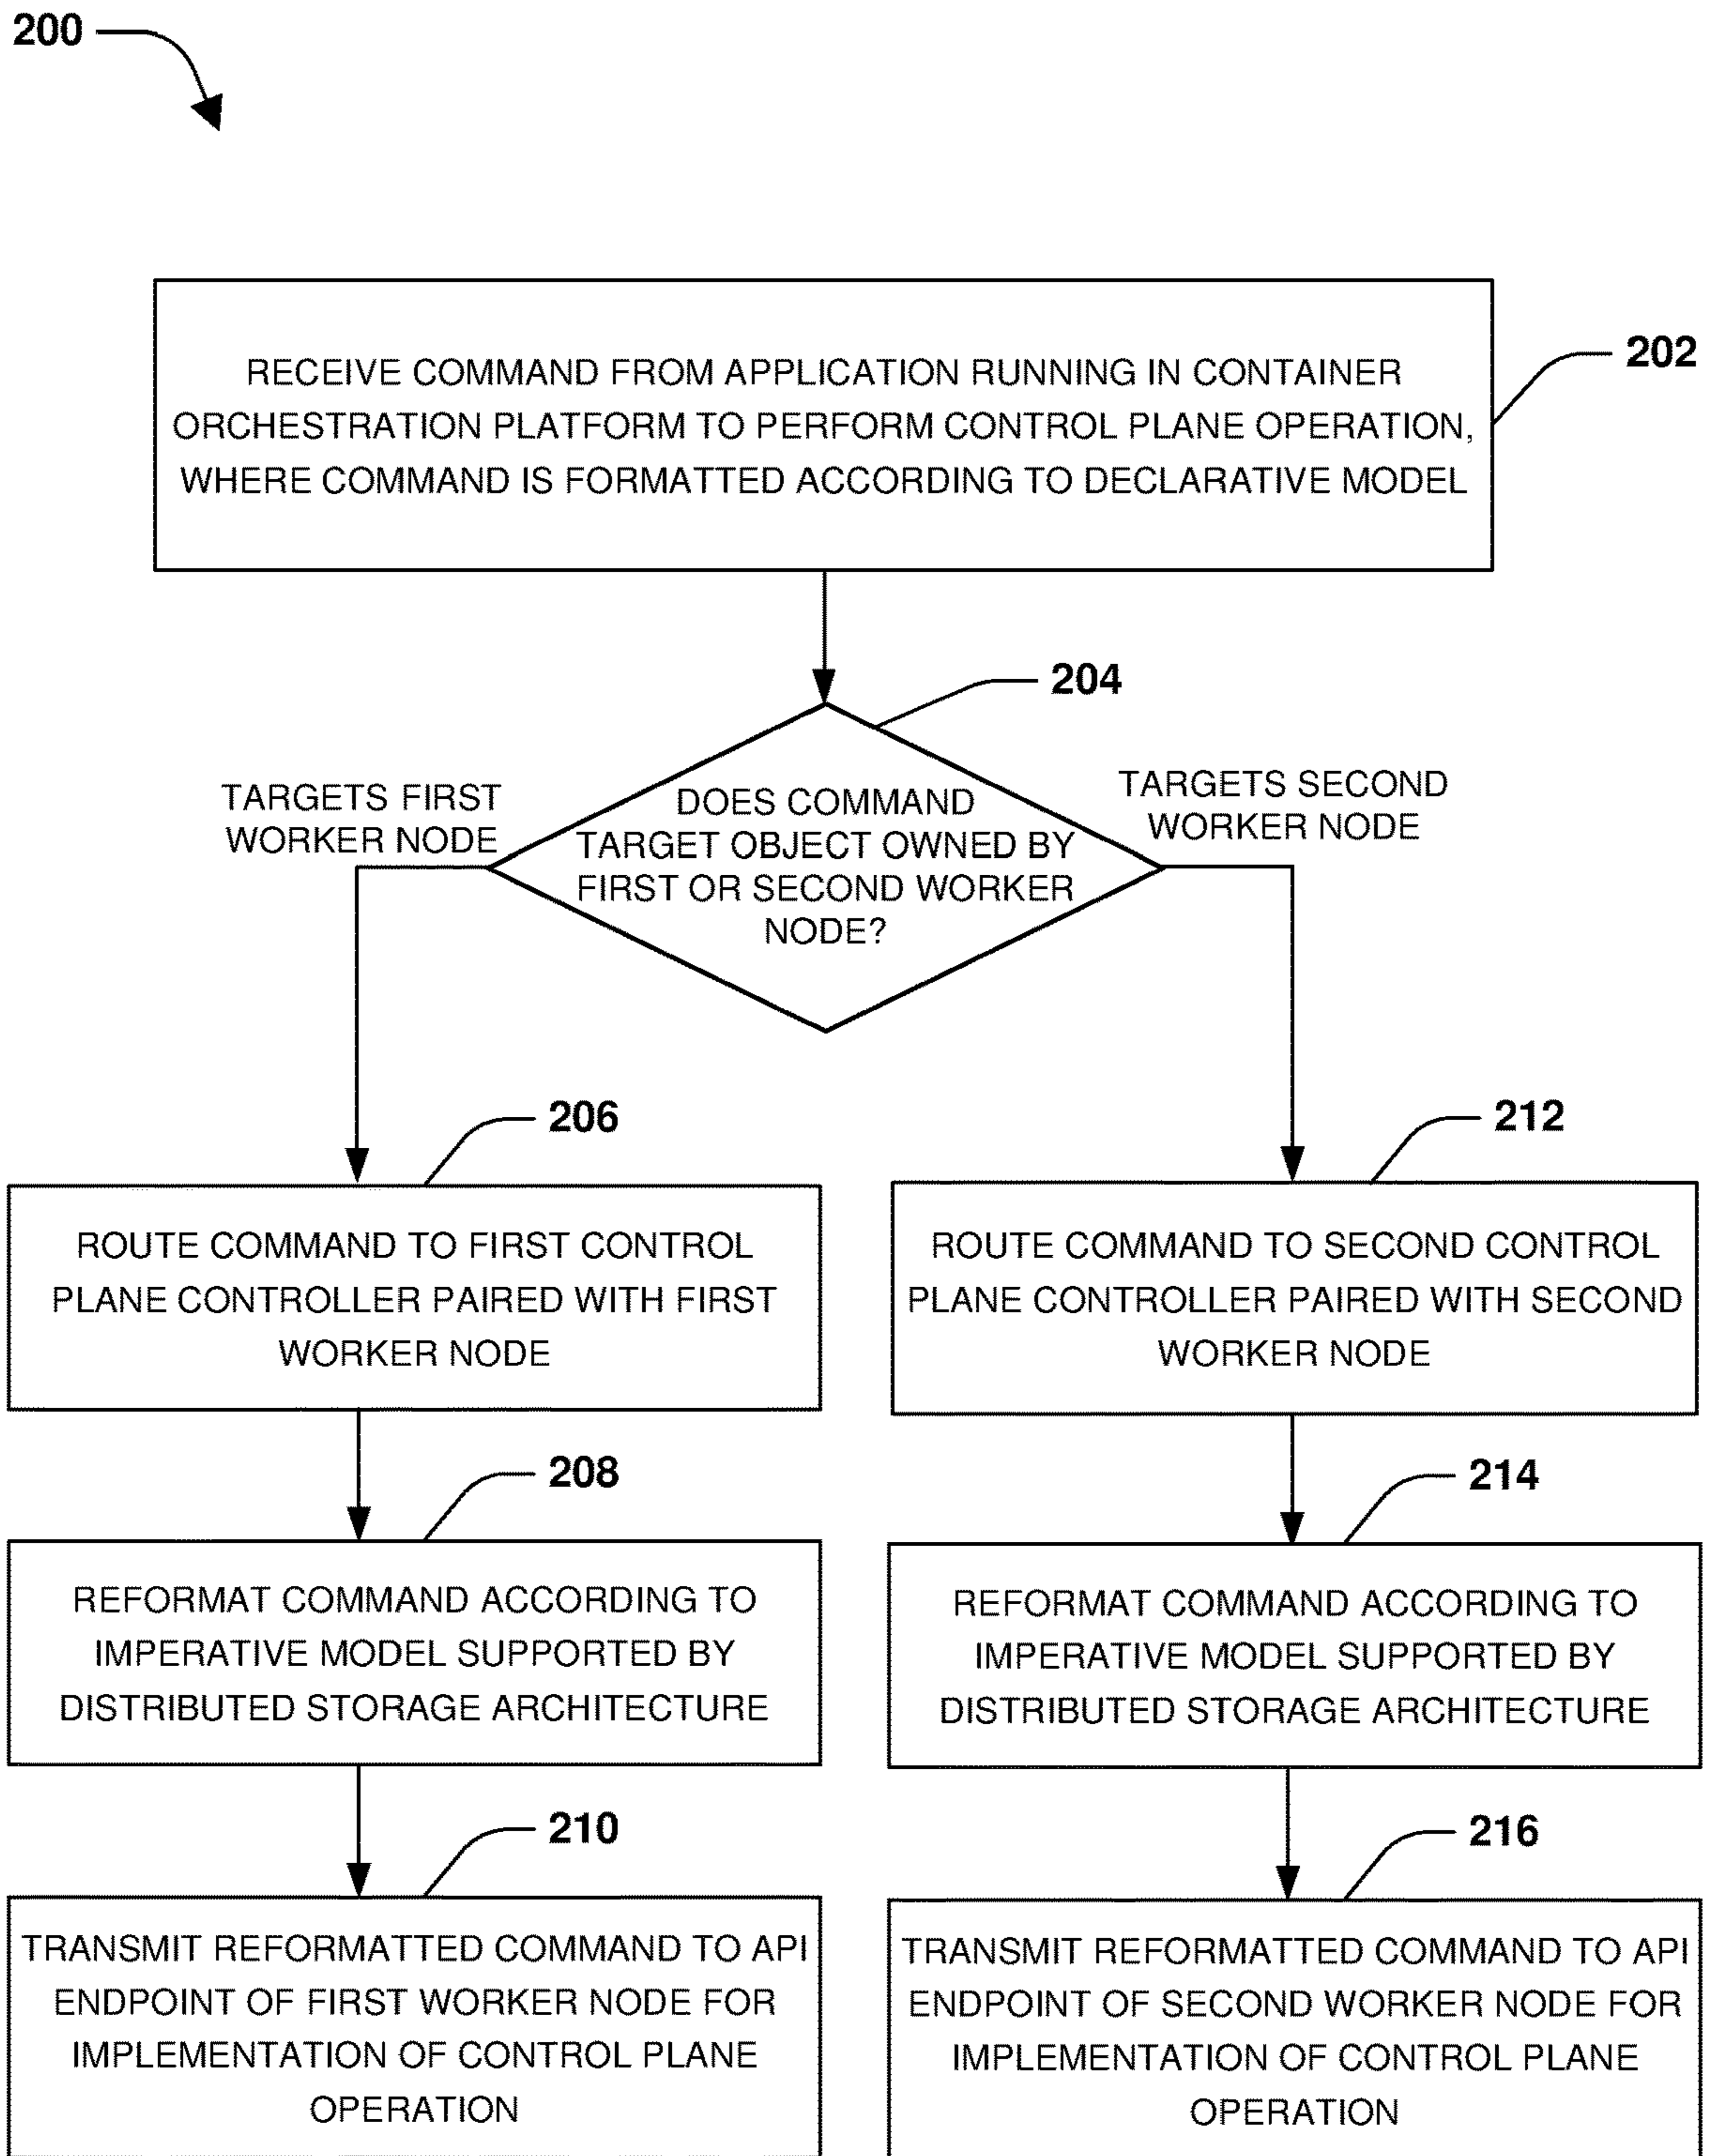 200
RECEIVE COMMAND FROM APPLICATION RUNNING IN CONTAINER
ORCHESTRATION PLATFORM TO PERFORM CONTROL PLANE OPERATION,
WHERE COMMAND IS FORMATTED ACCORDING TO DECLARATIVE MODEL
202
204
DOES COMMAND
TARGET OBJECT OWNED BY
FIRST OR SECOND WORKER
NODE?
TARGETS FIRST
WORKER NODE
TARGETS SECOND
WORKER NODE
206
ROUTE COMMAND TO FIRST CONTROL
PLANE CONTROLLER PAIRED WITH FIRST
WORKER NODE
208
REFORMAT COMMAND ACCORDING TO
IMPERATIVE MODEL SUPPORTED BY
DISTRIBUTED STORAGE ARCHITECTURE
210
TRANSMIT REFORMATTED COMMAND TO API
ENDPOINT OF FIRST WORKER NODE FOR
IMPLEMENTATION OF CONTROL PLANE
OPERATION
212
ROUTE COMMAND TO SECOND CONTROL
PLANE CONTROLLER PAIRED WITH SECOND
WORKER NODE
214
REFORMAT COMMAND ACCORDING TO
IMPERATIVE MODEL SUPPORTED BY
DISTRIBUTED STORAGE ARCHITECTURE
216
TRANSMIT REFORMATTED COMMAND TO API
ENDPOINT OF SECOND WORKER NODE FOR
IMPLEMENTATION OF CONTROL PLANE
OPERATION